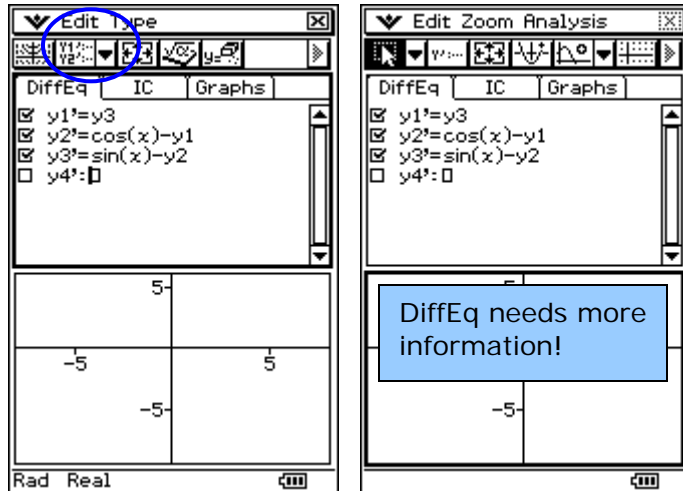 Edit Type
DiffEq IC Graphs
y1'=y3
y2'=cos(x)-y1
y3'=sin(x)-y2
y4':
5
-5 5
-5
Rad Real
Edit Zoom Analysis
DiffEq IC Graphs
y1'=y3
y2'=cos(x)-y1
y3'=sin(x)-y2
y4':
DiffEq needs more
information!
-5